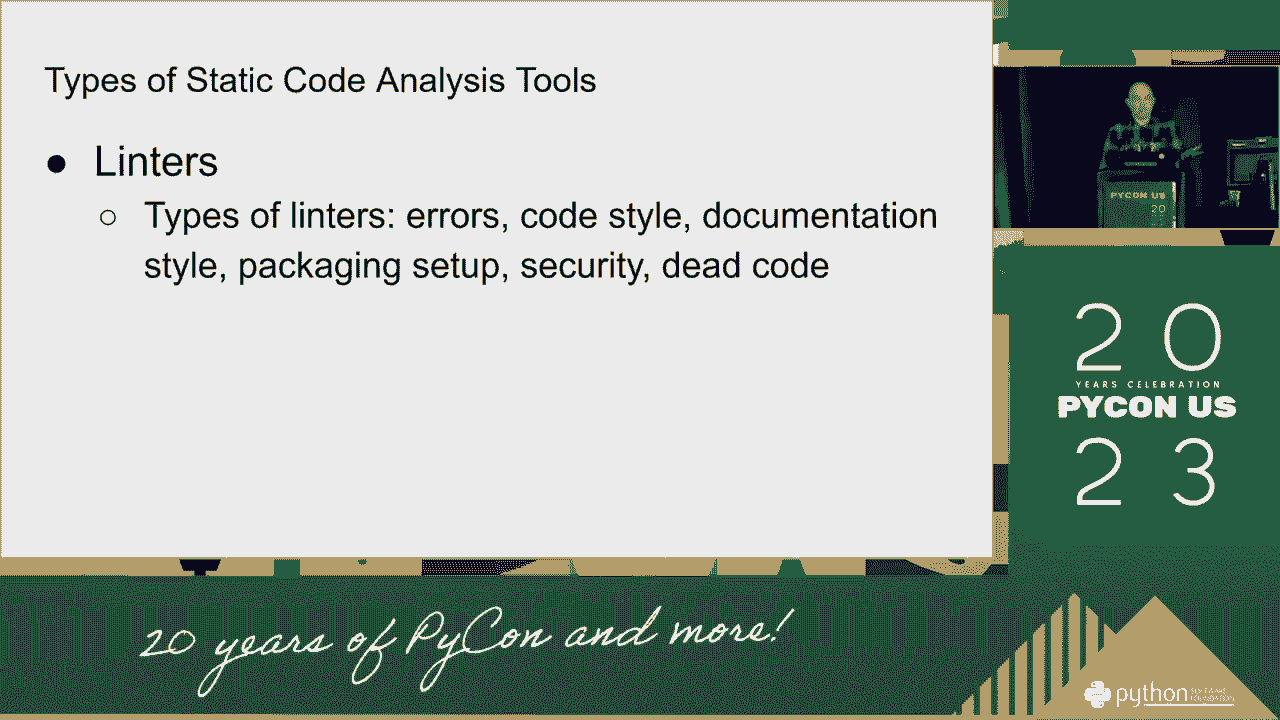 Types of Static Code Analysis Tools
● Linters
○ Types of linters: errors, code style, documentation
style, packaging setup, security, dead code
PYCON US
20
20
YEARS CELEBRATION
PYCON US
23
20 years of PyCon and more!
python
SOFTWARE
FOUNDATION